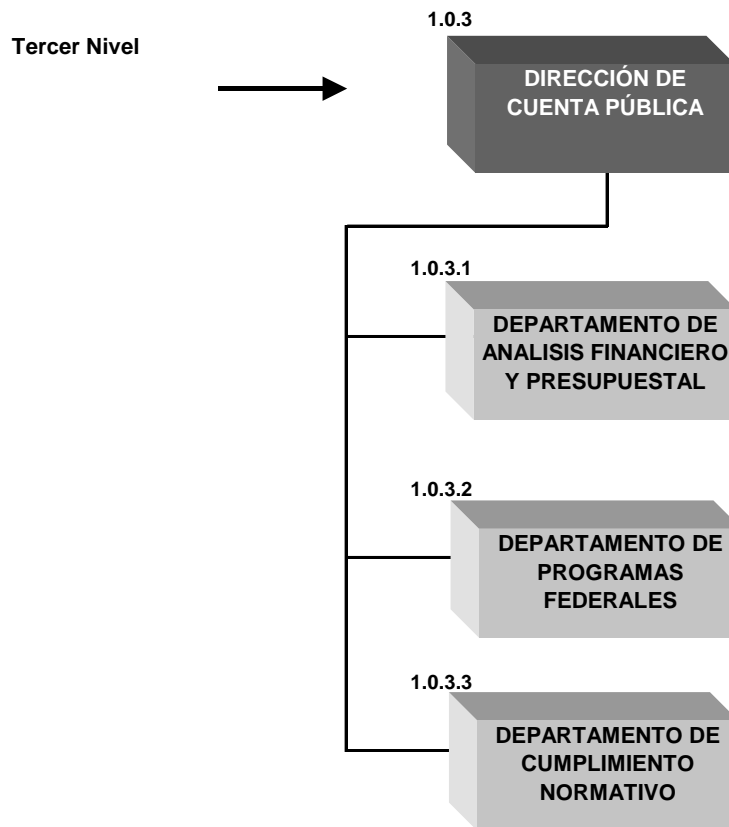 1.0.3
Tercer Nivel
DIRECCIÓN DE
CUENTA PÚBLICA
1.0.3.1
DEPARTAMENTO DE
ANALISIS FINANCIERO
Y PRESUPUESTAL
1.0.3.2
DEPARTAMENTO DE
PROGRAMAS
FEDERALES
1.0.3.3
DEPARTAMENTO DE
CUMPLIMIENTO
NORMATIVO